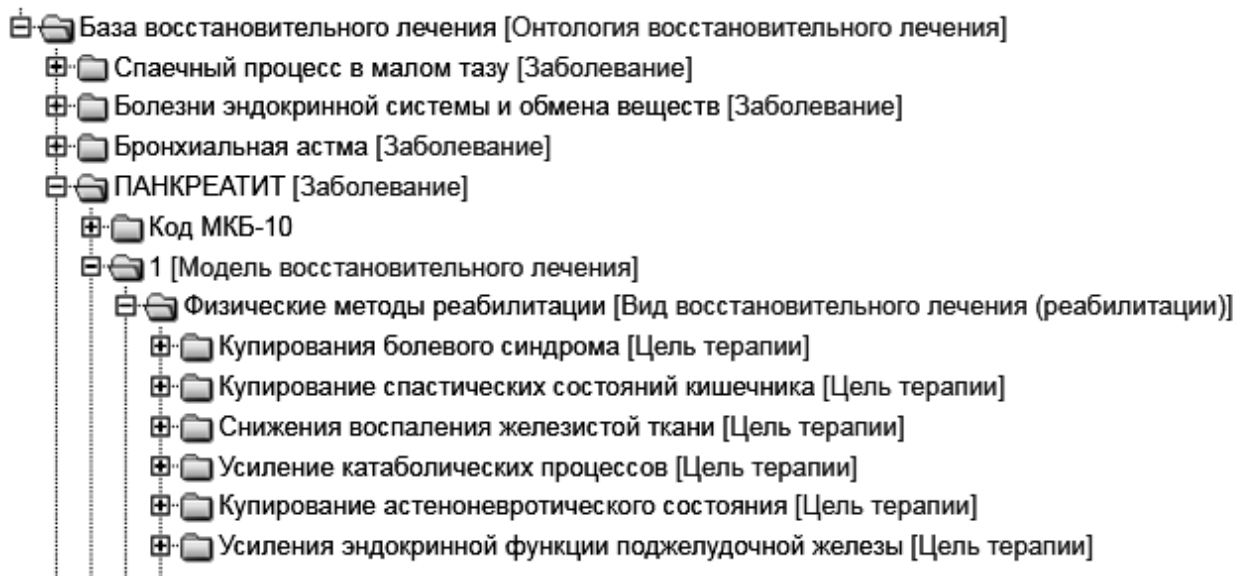 База восстановительного лечения [Онтология восстановительного лечения]
Спаечный процесс в малом тазу [Заболевание]
Болезни эндокринной системы и обмена веществ [Заболевание]
Бронхиальная астма [Заболевание]
ПАНКРЕАТИТ [Заболевание]
Код МКБ-10
1 [Модель восстановительного лечения]
Физические методы реабилитации [Вид восстановительного лечения (реабилитации)]
Купирования болевого синдрома [Цель терапии]
Купирование спастических состояний кишечника [Цель терапии]
Снижения воспаления железистой ткани [Цель терапии]
Усиление катаболических процессов [Цель терапии]
Купирование астеноневротического состояния [Цель терапии]
Усиления эндокринной функции поджелудочной железы [Цель терапии]